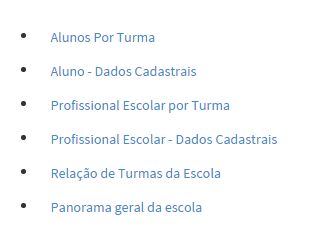 Alunos Por Turma
Aluno - Dados Cadastrais
Profissional Escolar por Turma
Profissional Escolar - Dados Cadastrais
Relação de Turmas da Escola
Panorama geral da escola